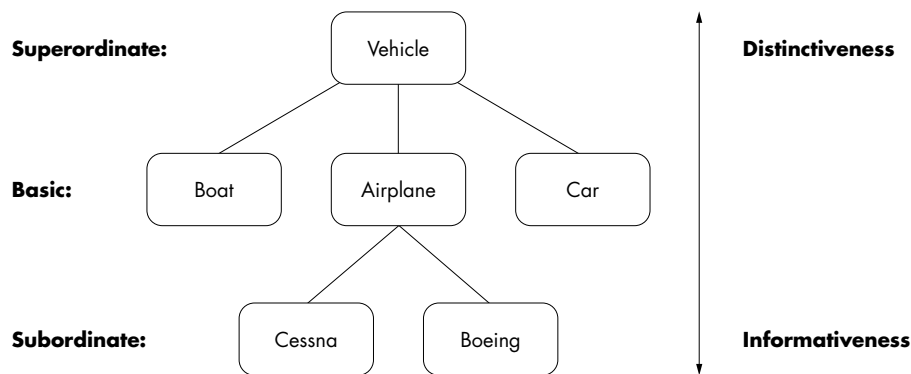 Superordinate: Vehicle Distinctiveness
Basic: Boat Airplane Car
Subordinate: Cessna Boeing Informativeness